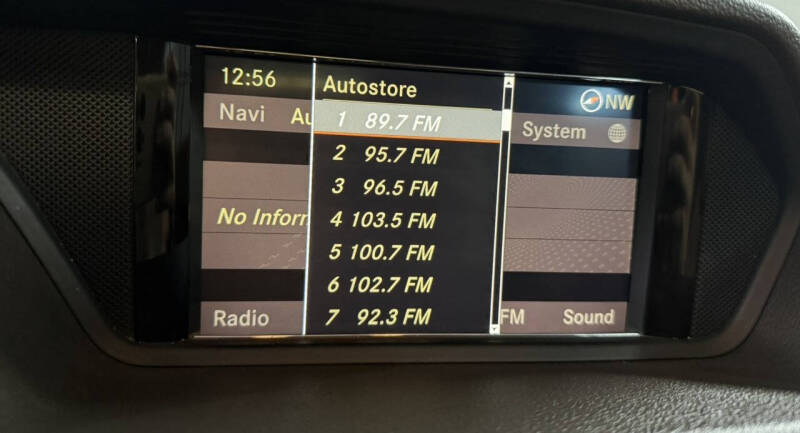 12:56
Autostore
NW
Navi
Au
System
1 89.7 FM
2 95.7 FM
3 96.5 FM
No Inform
4 103.5 FM
5 100.7 FM
6 102.7 FM
Radio
7 92.3 FM
FM
Sound